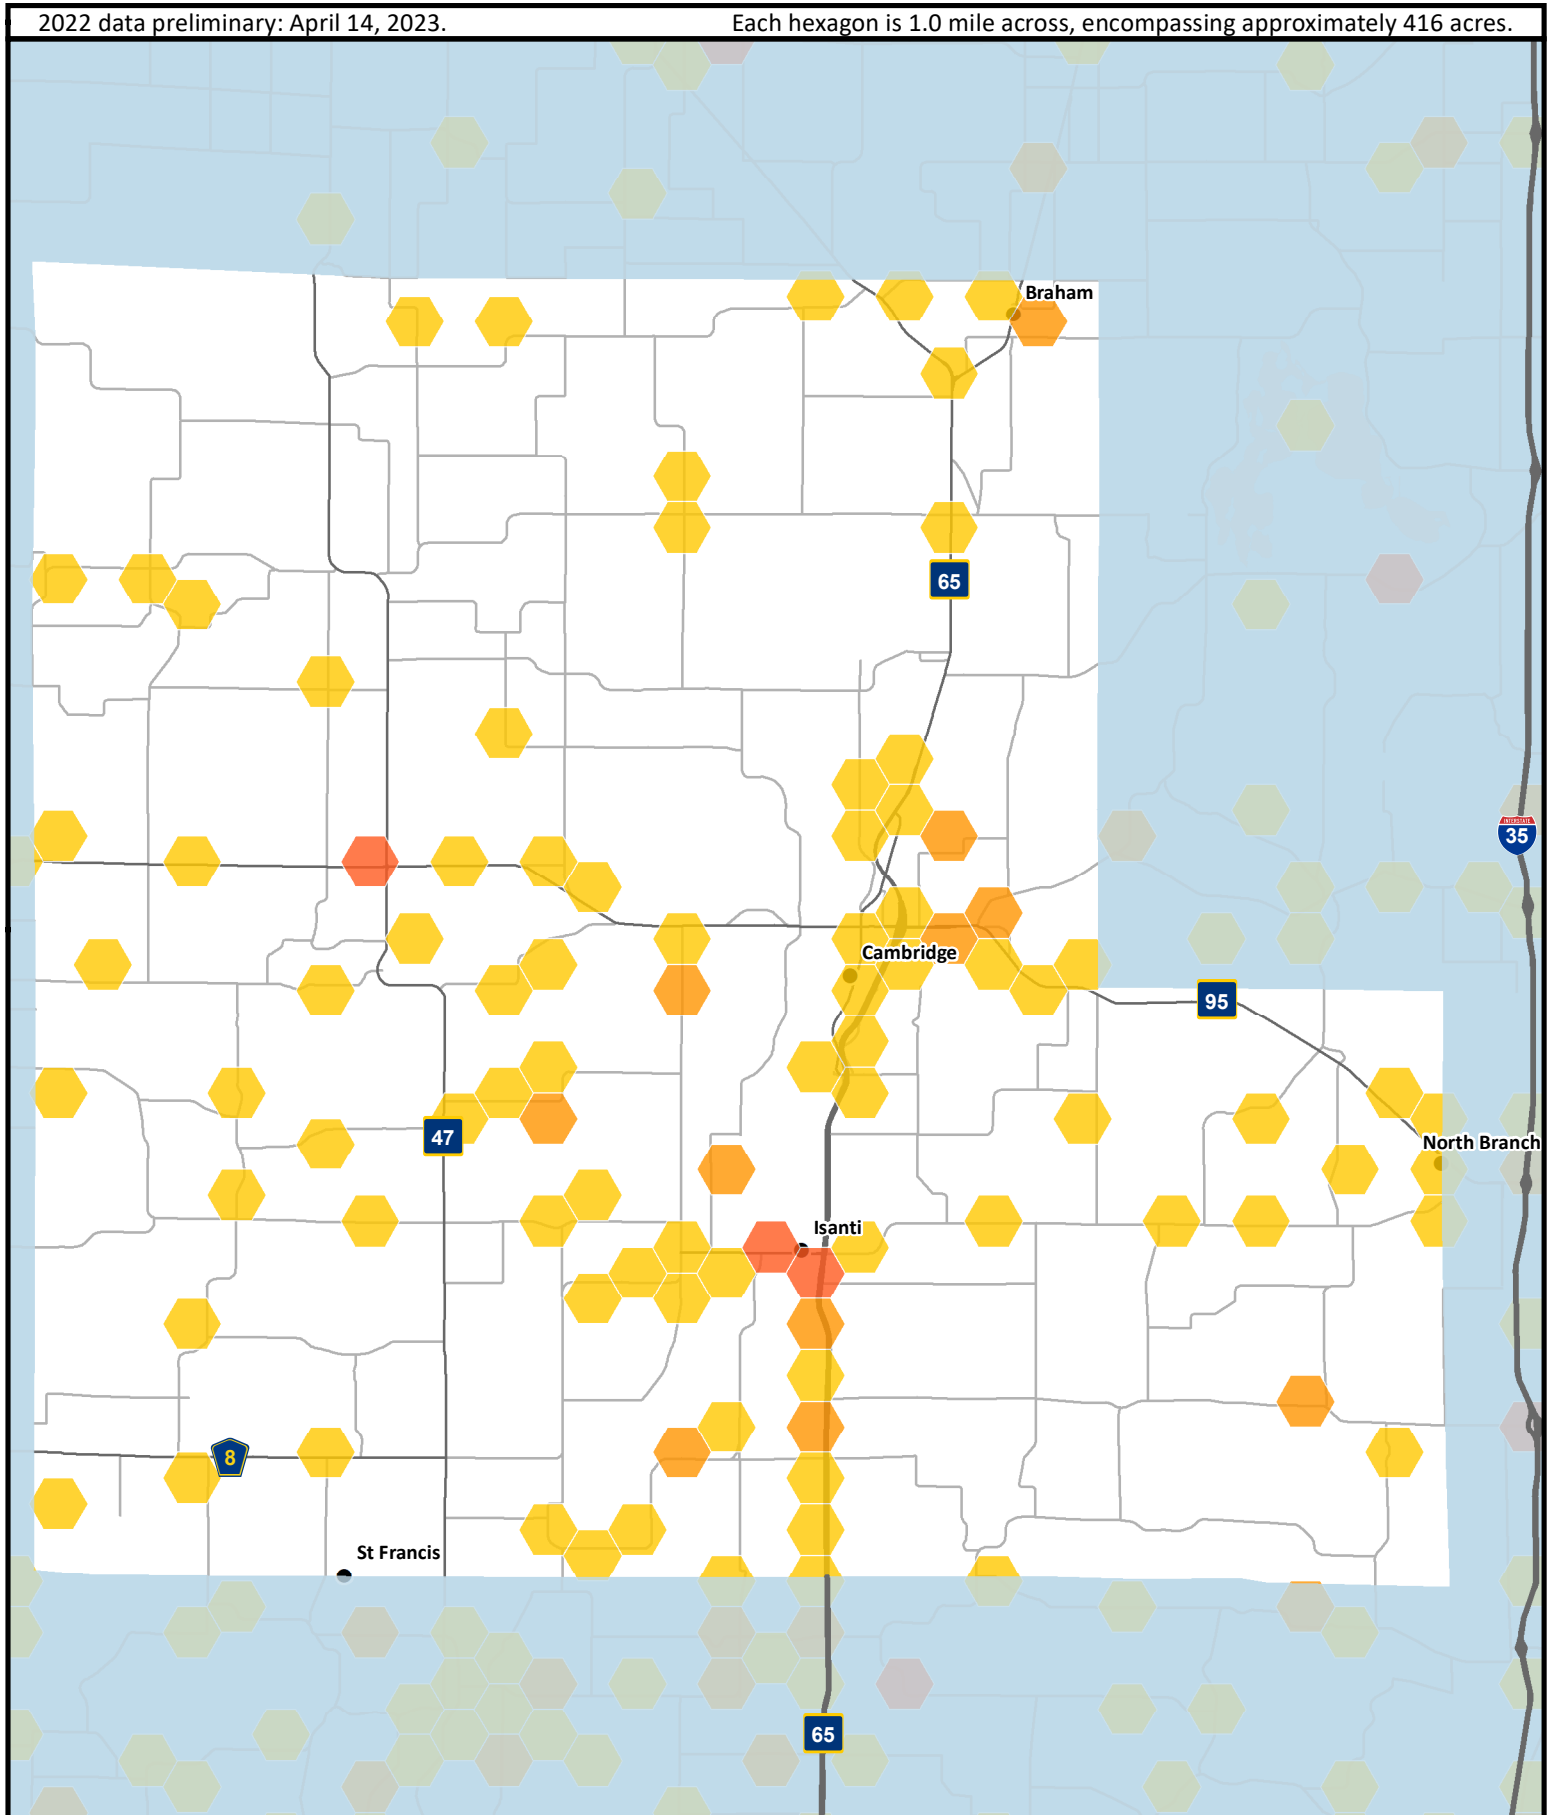 2022 data preliminary: April 14, 2023.
Each hexagon is 1.0 mile across, encompassing approximately 416 acres.
Braham
65
INTERSTATE
35
Cambridge
95
47
North Branch
Isanti
8
St Francis
65